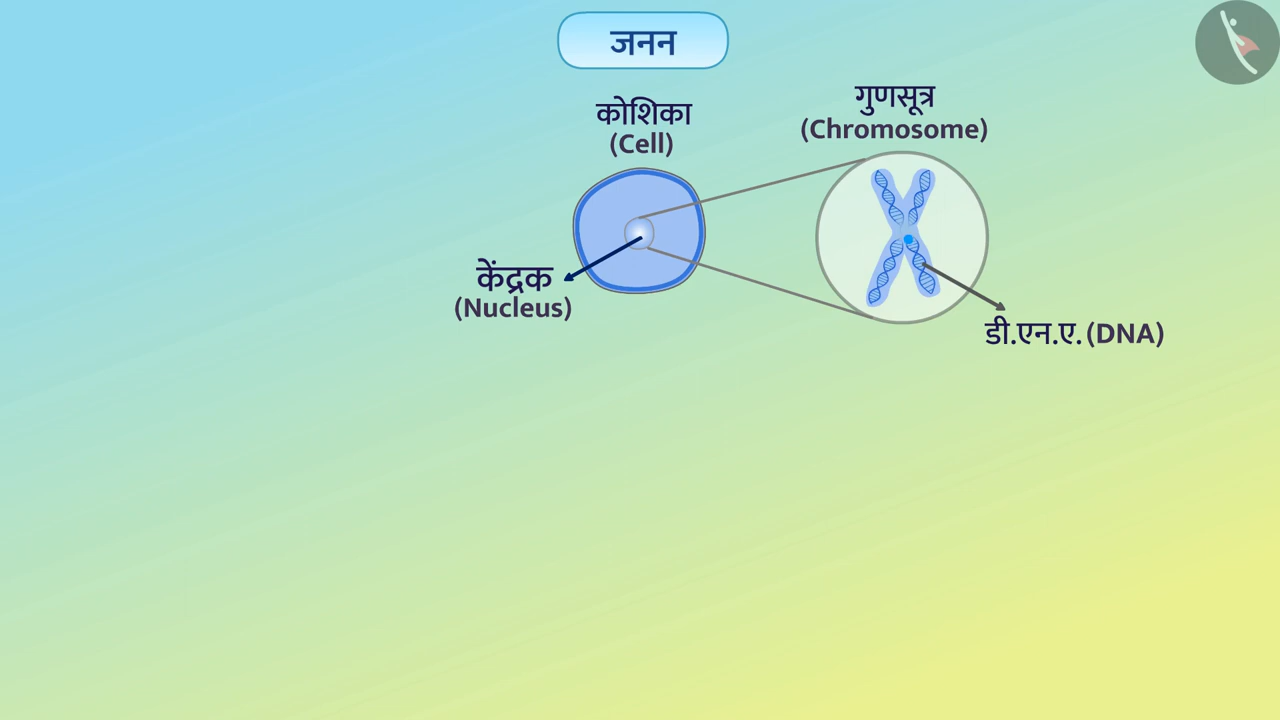 जनन
कोशिका
(Cell)
गुणसूत्र
(Chromosome)
केंद्रक
(Nucleus)
डी.एन.ए. (DNA)